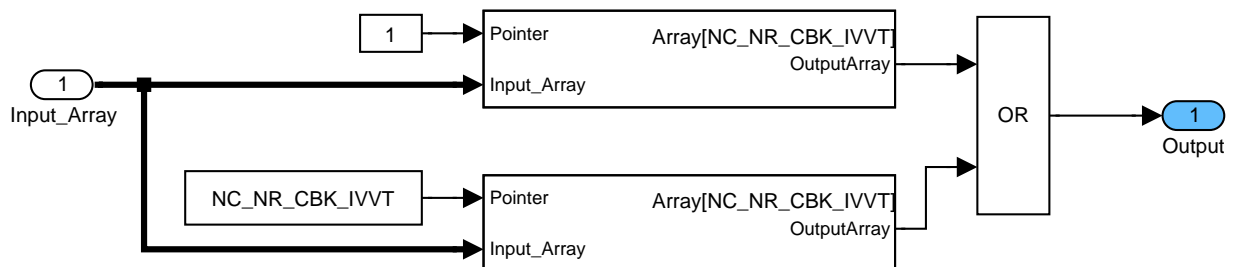 1
Pointer
Array[NC_NR_CBK_IVVT]
OutputArray
1
Input_Array
Input_Array
OR
1
Output
NC_NR_CBK_IVVT
Pointer
Array[NC_NR_CBK_IVVT]
OutputArray
Input_Array